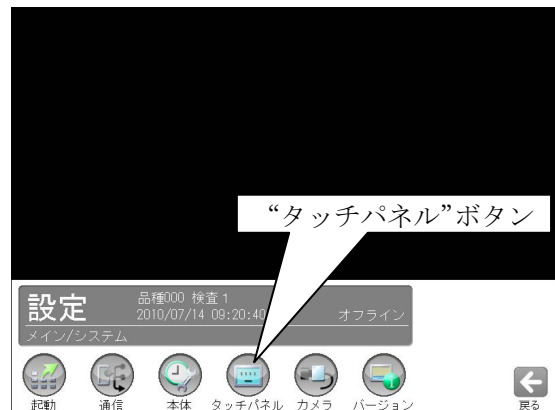 “タッチパネル”ボタン
設定
品種000 検査1
2010/07/14 09:20:40
オフライン
メイン/システム
起動 通信 本体 タッチパネル カメラ バージョン 戻る